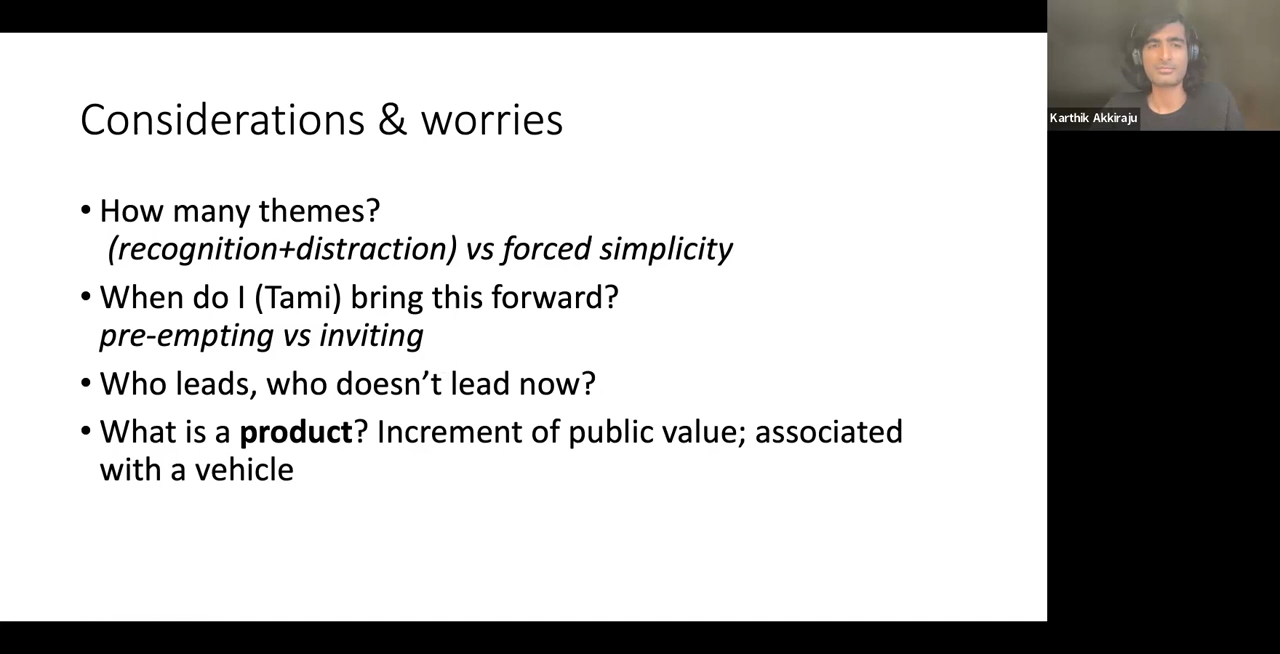 Considerations & worries
• How many themes?
(recognition+distraction) vs forced simplicity
• When do I (Tami) bring this forward?
pre-empting vs inviting
• Who leads, who doesn’t lead now?
• What is a product? Increment of public value; associated
with a vehicle
Karthik Akkiraju